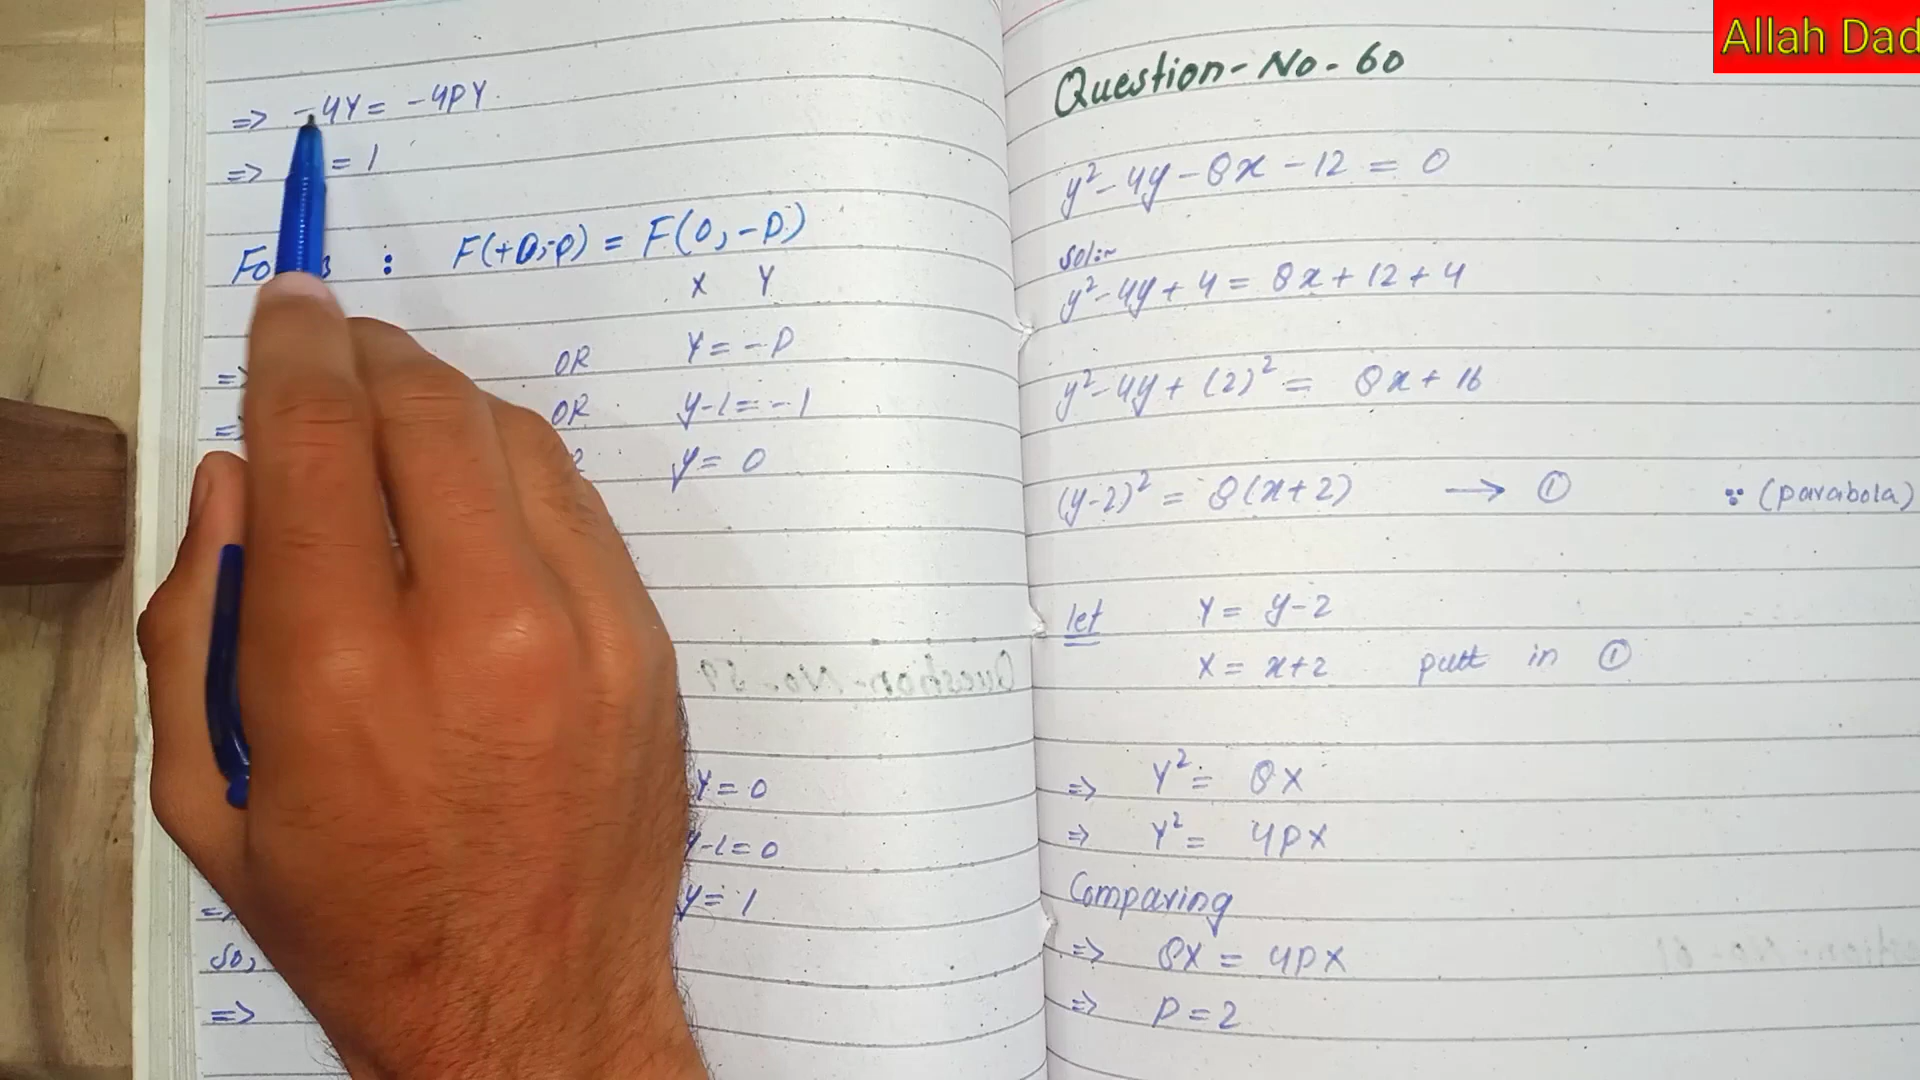 Allah Dad
=> -4Y = -4PY
=> = 1
: F(+0,-p) = F(0, -P)
X Y
=> OR Y = -P
=> OR y-1 = -1
y = 0
Y = 0
y-1 = 0
=> y = 1
So,
=>
Question-No-60
y² - 4y - 8x - 12 = 0
Sol:~
y² - 4y + 4 = 8x + 12 + 4
y² - 4y + (2)² = 8x + 16
(y-2)² = 8(x+2) → ① ∵ (parabola)
let Y = y-2
X = x+2 putt in ①
=> Y² = 8X
=> Y² = 4PX
Comparing
=> 8X = 4PX
=> P = 2